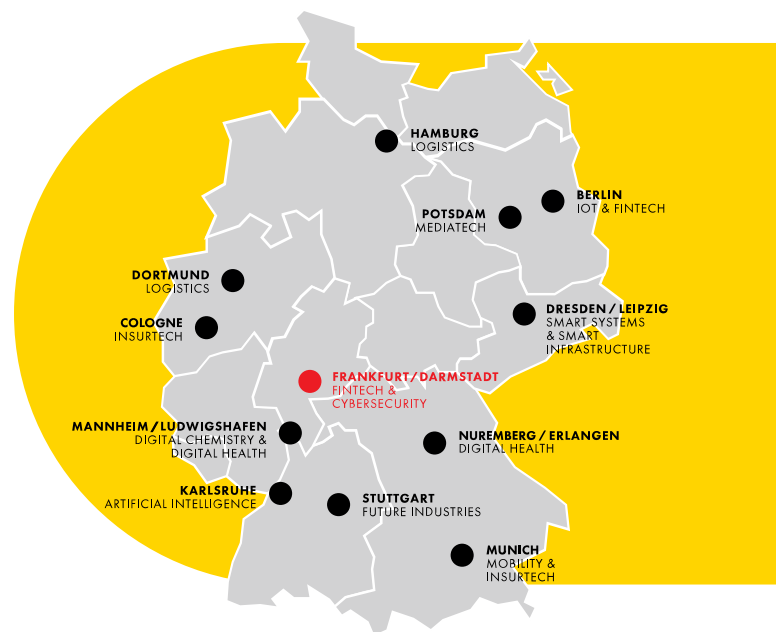 HAMBURG
LOGISTICS
BERLIN
IOT & FINTECH
POTSDAM
MEDIATECH
DORTMUND
LOGISTICS
COLOGNE
INSURTECH
DRESDEN / LEIPZIG
SMART SYSTEMS
& SMART
INFRASTRUCTURE
FRANKFURT/DARMSTADT
FINTECH &
CYBERSECURITY
MANNHEIM/LUDWIGSHAFEN
DIGITAL CHEMISTRY &
DIGITAL HEALTH
NUREMBERG / ERLANGEN
DIGITAL HEALTH
KARLSRUHE
ARTIFICIAL INTELLIGENCE
STUTTGART
FUTURE INDUSTRIES
MUNICH
MOBILITY &
INSURTECH